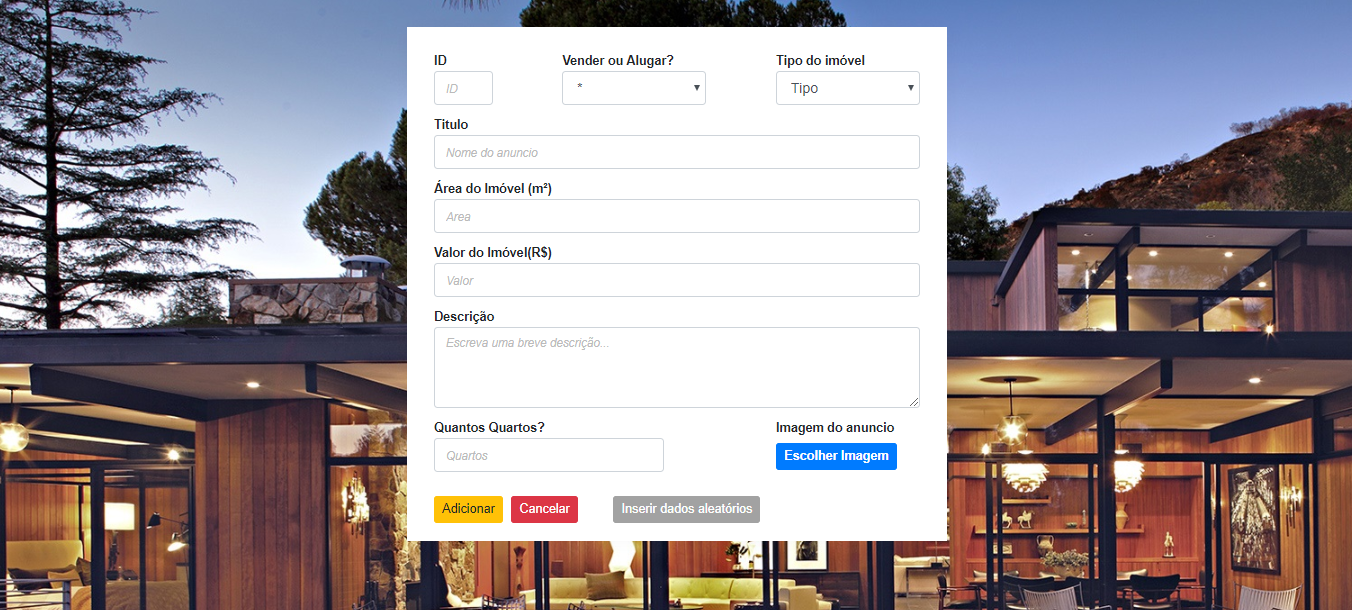 ID Vender ou Alugar? Tipo do imóvel
ID * Tipo
Titulo
Nome do anuncio
Área do Imóvel (m²)
Area
Valor do Imóvel(R$)
Valor
Descrição
Escreva uma breve descrição...
Quantos Quartos? Imagem do anuncio
Quartos Escolher Imagem
Adicionar Cancelar Inserir dados aleatórios